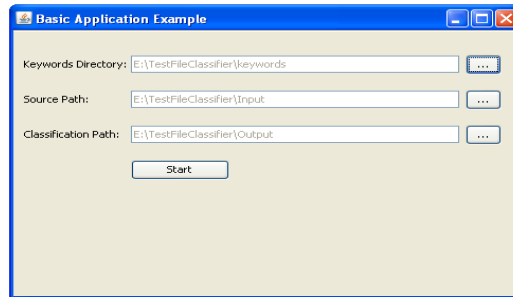 Basic Application Example
Keywords Directory: E:\TestFileClassifier\keywords ...
Source Path: E:\TestFileClassifier\Input ...
Classification Path: E:\TestFileClassifier\Output ...
Start